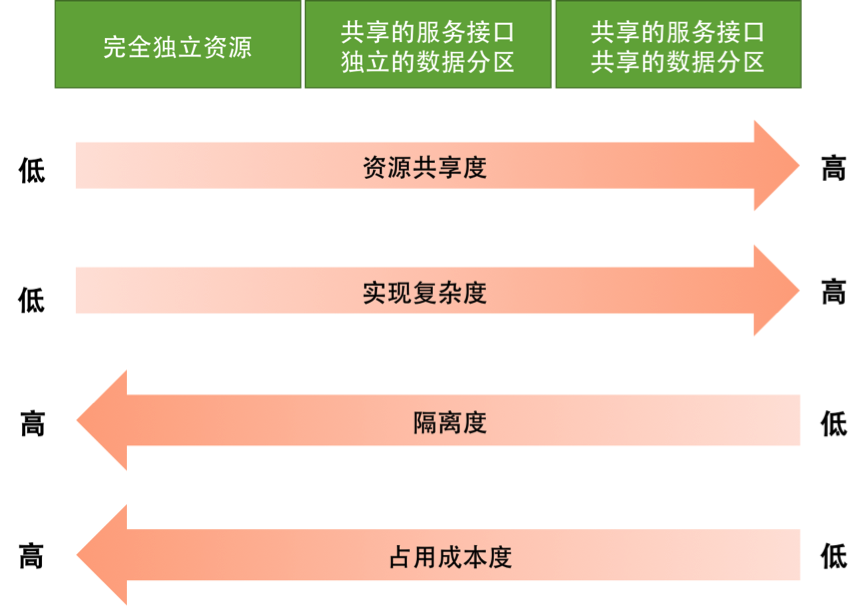 完全独立资源
共享的服务接口
独立的数据分区
共享的服务接口
共享的数据分区
低
资源共享度
高
低
实现复杂度
高
高
隔离度
低
高
占用成本度
低